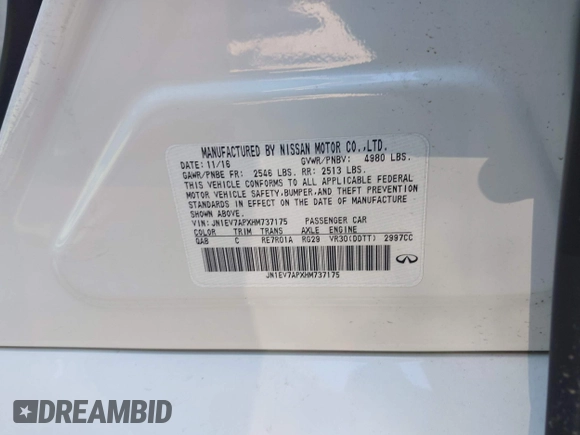 MANUFACTURED BY NISSAN MOTOR CO.,LTD.
DATE: 11/16 GVWR/PNBV: 4980 LBS.
GAWR/PNBE FR: 2546 LBS. RR: 2513 LBS.
THIS VEHICLE CONFORMS TO ALL APPLICABLE FEDERAL
MOTOR VEHICLE SAFETY,BUMPER,AND THEFT PREVENTION
STANDARDS IN EFFECT ON THE DATE OF MANUFACTURE
SHOWN ABOVE.
VIN: JN1EV7APXHM737175 PASSENGER CAR
COLOR TRIM TRANS AXLE ENGINE
QAB C RE7R01A RG29 VR30(DDTT) 2997CC
JN1EV7APXHM737175
DREAMBID